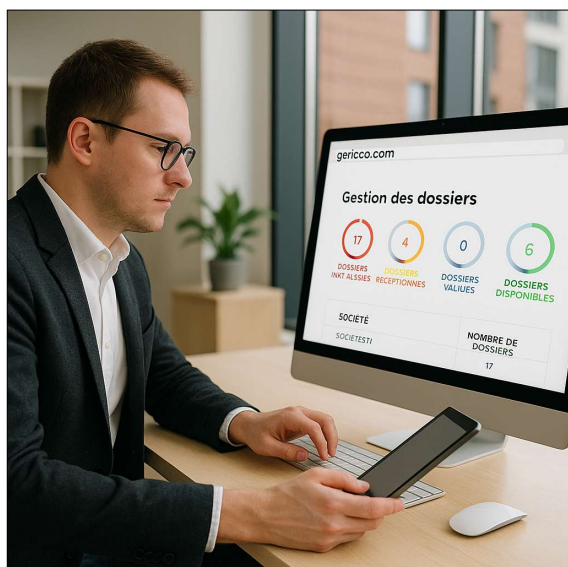 gericco.com
Gestion des dossiers
17
4
0
6
DOSSIERS
INKT ALSSIES
DOSSIERS
RECEPTIONNES
DOSSIERS
VALIUES
DOSSIERS
DISPONIBLES
SOCIÉTÉ
NOMBRE DE
DOSSIERS
SOCIETESTI
17